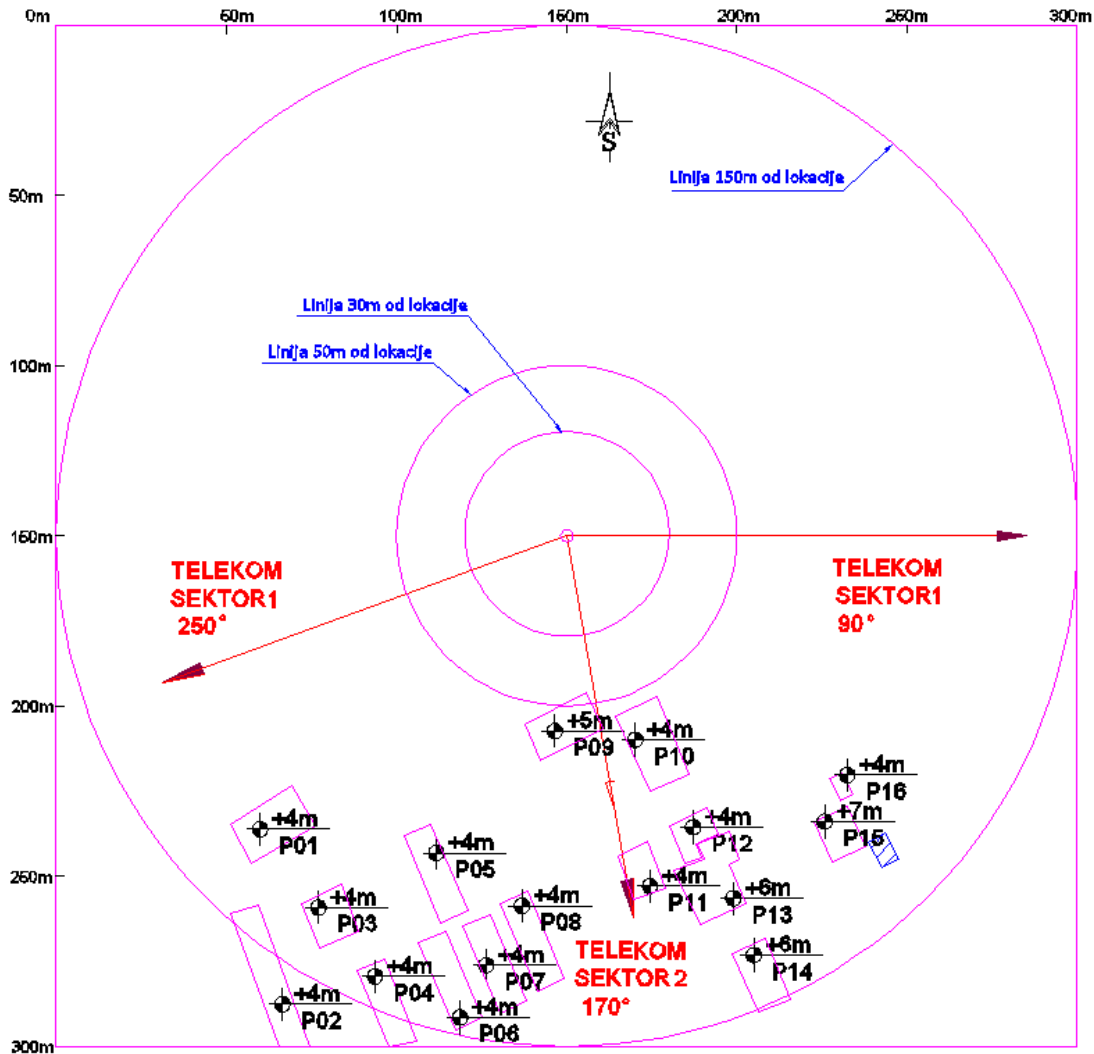 0m
50m
100m
150m
200m
250m
300m
S
Linija 150m od lokacije
50m
Linija 30m od lokacije
Linija 50m od lokacije
100m
150m
TELEKOM
SEKTOR1
250°
TELEKOM
SEKTOR1
90°
200m
+5m
P09
+4m
P10
+4m
P16
+7m
P15
+4m
P01
+4m
P12
+4m
P05
250m
+4m
P11
+6m
P13
+4m
P03
+4m
P08
TELEKOM
SEKTOR 2
170°
+6m
P14
+4m
P07
+4m
P04
+4m
P02
+4m
P06
300m